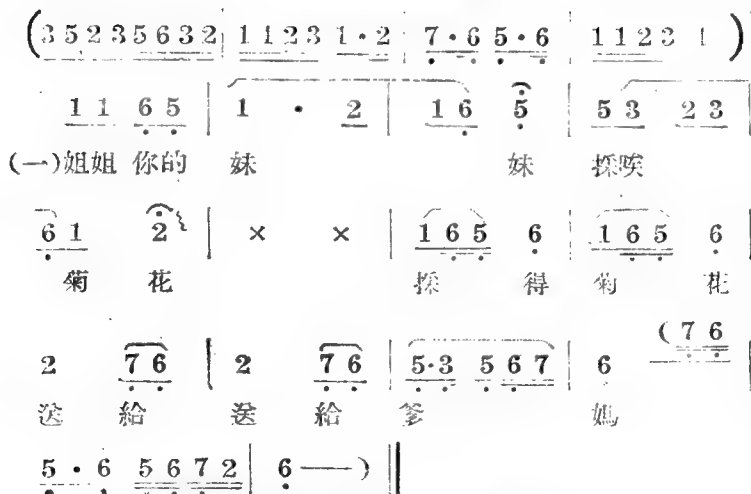 (3 5 2 3 5 6 3 2 | 1 1 2 3 1 · 2 | 7 · 6 5 · 6 | 1 1 2 3 1 )
1 1 6 5 | 1 · 2 | 1 6 5 | 5 3 2 3 |
(一)姐姐 你的 妹 妹 採唉
6 1 2 | × × | 1 6 5 6 | 1 6 5 6 |
菊 花 採 得 菊 花
2 7 6 | 2 7 6 | 5·3 5 6 7 | 6 (7 6 |
送 給 送 給 爹 媽
5 · 6 5 6 7 2 | 6 — ) ||